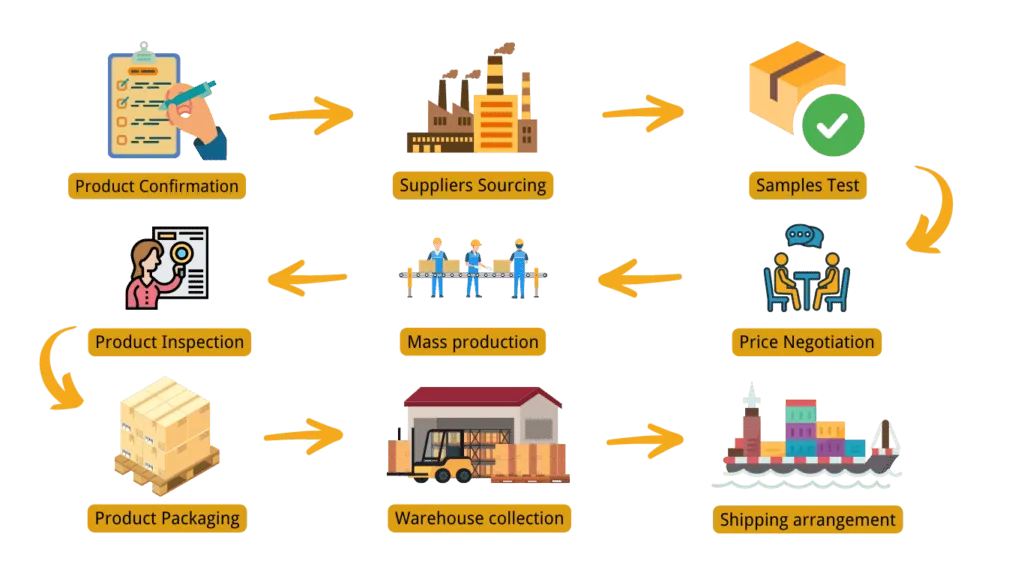 Product Confirmation
Suppliers Sourcing
Samples Test
Price Negotiation
Mass production
Product Inspection
Product Packaging
Warehouse collection
Shipping arrangement